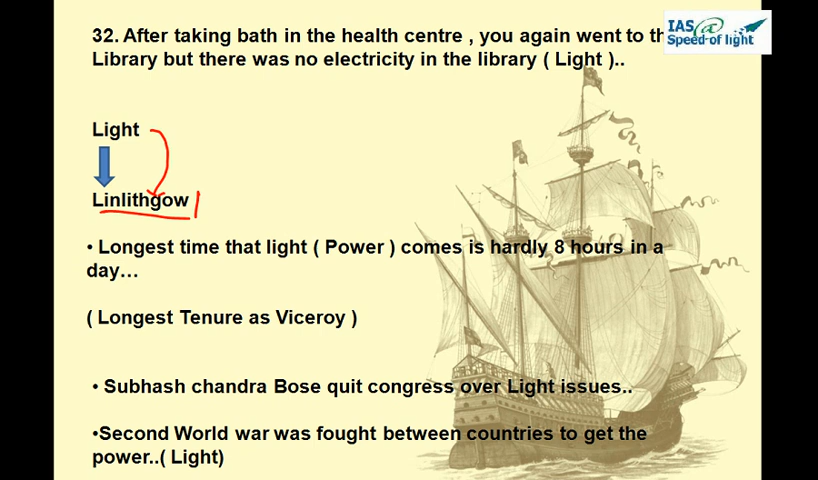 32. After taking bath in the health centre , you again went to th
IAS@
Speed of light
Library but there was no electricity in the library ( Light )..
Light
Linlithgow
• Longest time that light ( Power ) comes is hardly 8 hours in a
day…
( Longest Tenure as Viceroy )
• Subhash chandra Bose quit congress over Light issues..
•Second World war was fought between countries to get the
power..( Light)